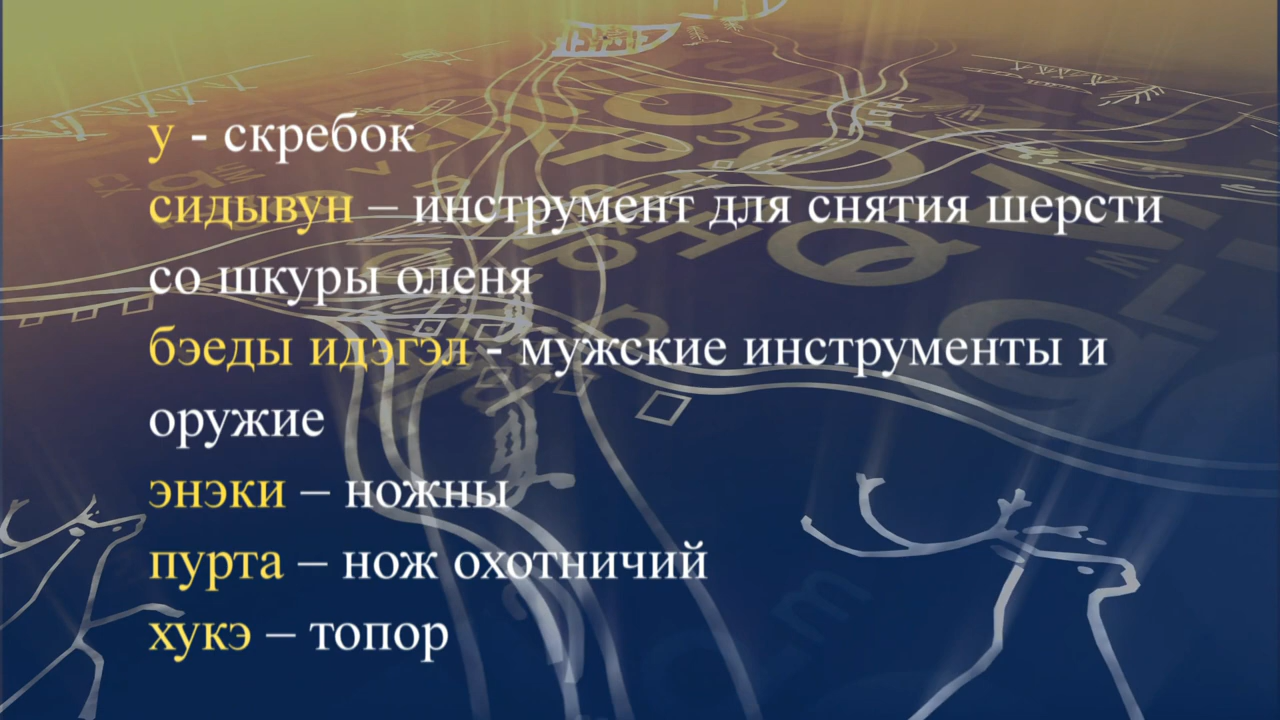 у - скребок
сидывун – инструмент для снятия шерсти
со шкуры оленя
бэеды идэгэл - мужские инструменты и
оружие
энэки – ножны
пурта – нож охотничий
хукэ – топор